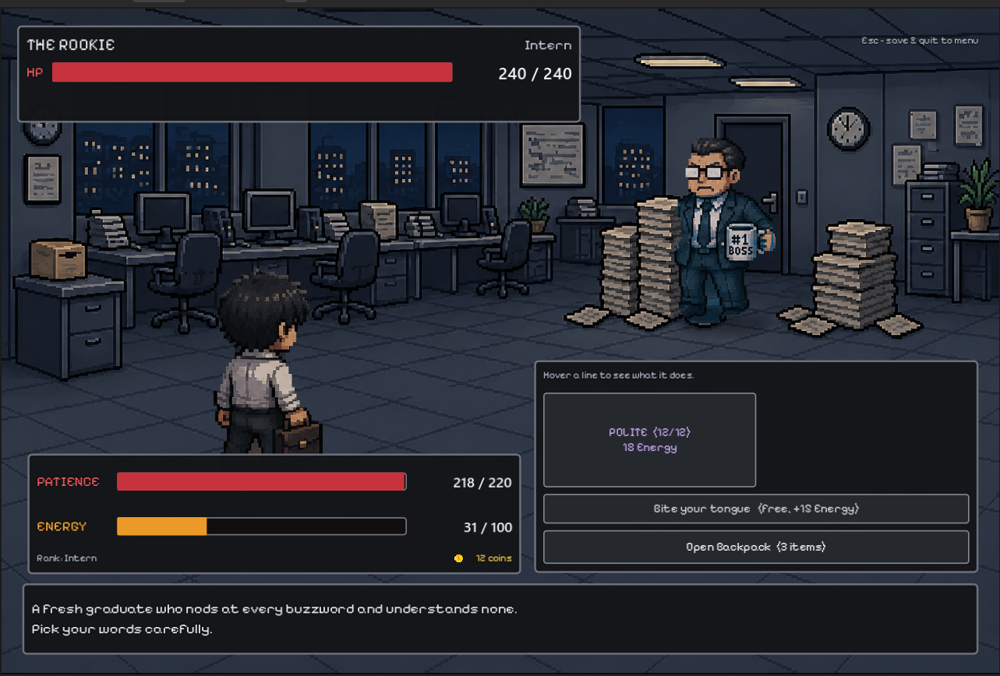 THE ROOKIE
Intern
HP
240 / 240
Esc - save & quit to menu
#1
BOSS
Hover a line to see what it does.
POLITE (12/12)
18 Energy
Bite your tongue (free, +18 Energy)
Open Backpack (3 items)
PATIENCE
218 / 220
ENERGY
31 / 100
Rank: Intern
12 coins
A fresh graduate who nods at every buzzword and understands none.
Pick your words carefully.